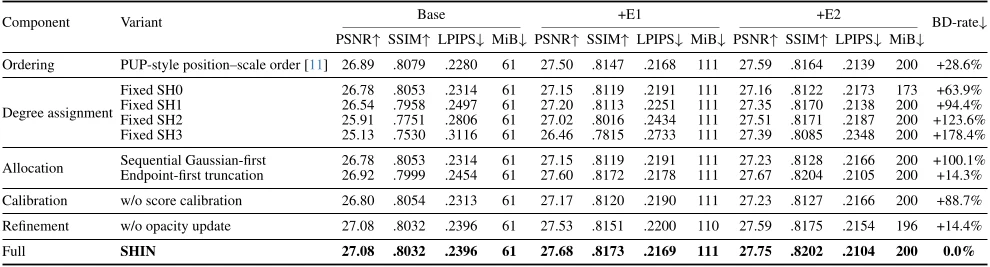 Component Variant Base +E1 +E2 BD-rate↓
PSNR↑ SSIM↑ LPIPS↓ MiB↓ PSNR↑ SSIM↑ LPIPS↓ MiB↓ PSNR↑ SSIM↑ LPIPS↓ MiB↓
Ordering PUP-style position–scale order [11] 26.89 .8079 .2280 61 27.50 .8147 .2168 111 27.59 .8164 .2139 200 +28.6%
Degree assignment
Fixed SH0 26.78 .8053 .2314 61 27.15 .8119 .2191 111 27.16 .8122 .2173 173 +63.9%
Fixed SH1 26.54 .7958 .2497 61 27.20 .8113 .2251 111 27.35 .8170 .2138 200 +94.4%
Fixed SH2 25.91 .7751 .2806 61 27.02 .8016 .2434 111 27.51 .8171 .2187 200 +123.6%
Fixed SH3 25.13 .7530 .3116 61 26.46 .7815 .2733 111 27.39 .8085 .2348 200 +178.4%
Allocation
Sequential Gaussian-first 26.78 .8053 .2314 61 27.15 .8119 .2191 111 27.23 .8128 .2166 200 +100.1%
Endpoint-first truncation 26.92 .7999 .2454 61 27.60 .8172 .2178 111 27.67 .8204 .2105 200 +14.3%
Calibration w/o score calibration 26.80 .8054 .2313 61 27.17 .8120 .2190 111 27.23 .8127 .2166 200 +88.7%
Refinement w/o opacity update 27.08 .8032 .2396 61 27.53 .8151 .2200 110 27.59 .8175 .2154 196 +14.4%
Full SHIN 27.08 .8032 .2396 61 27.68 .8173 .2169 111 27.75 .8202 .2104 200 0.0%